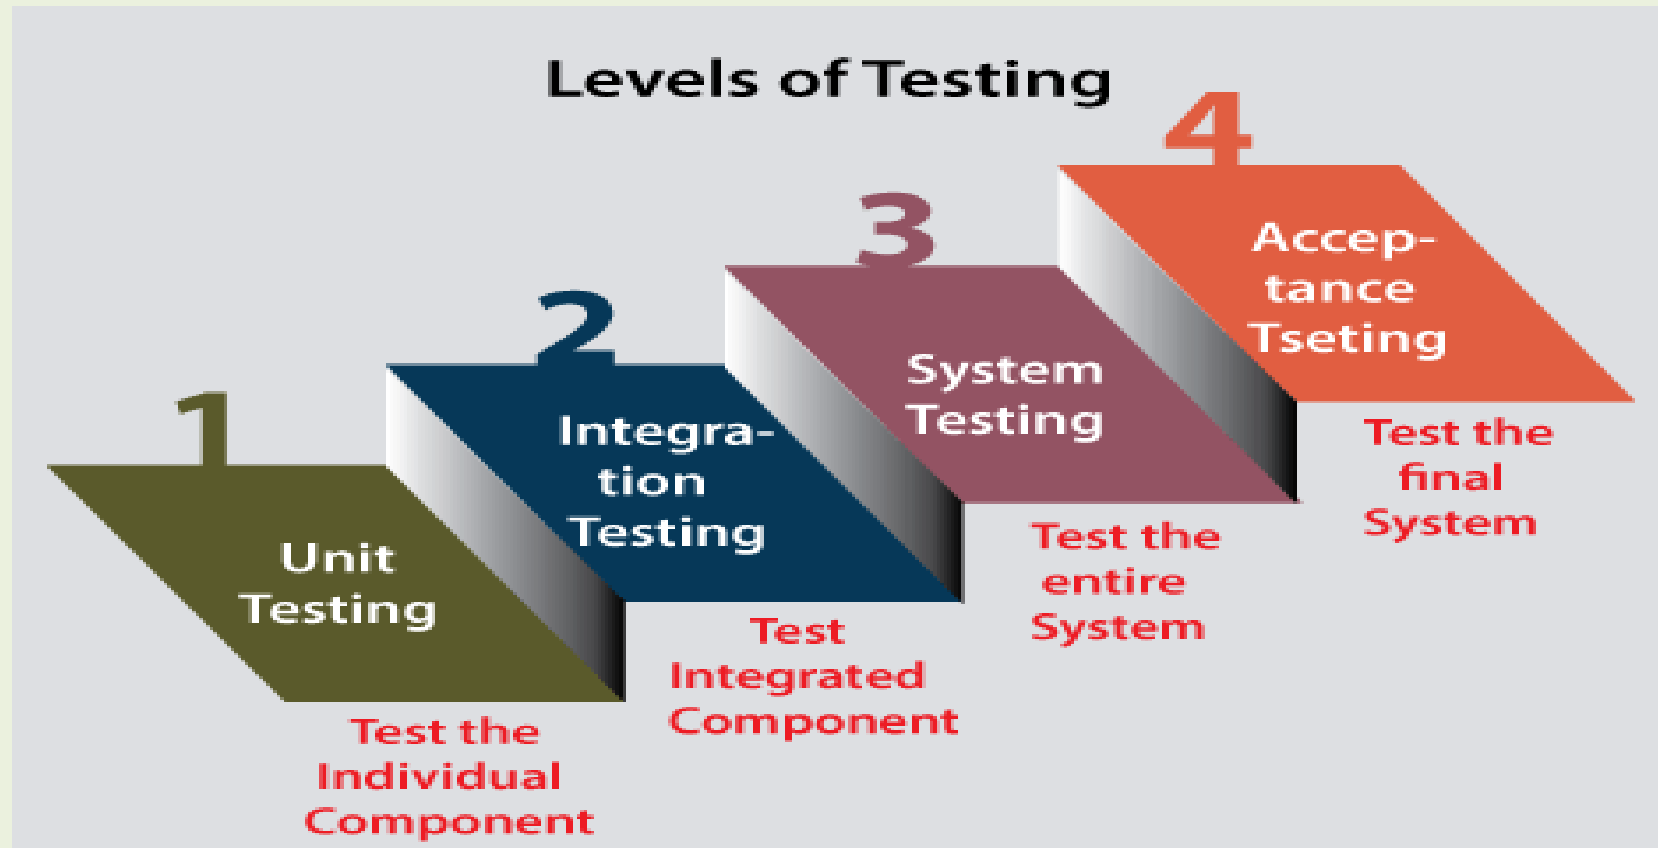 Levels of Testing
1
Unit
Testing
Test the
Individual
Component
2
Integra-
tion
Testing
Test
Integrated
Component
3
System
Testing
Test the
entire
System
4
Accep-
tance
Tseting
Test the
final
System